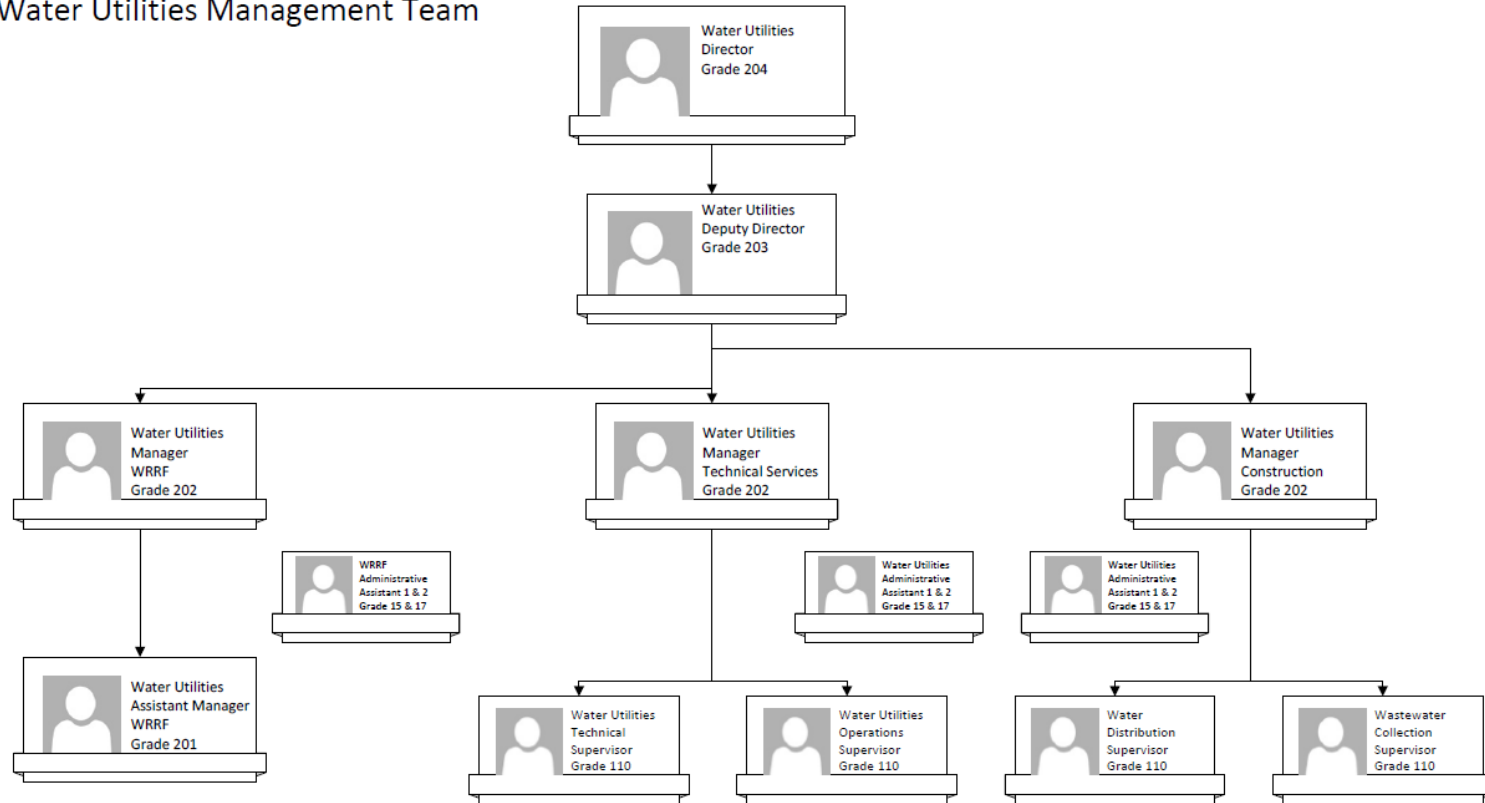 Water Utilities Management Team
Water Utilities
Director
Grade 204
Water Utilities
Deputy Director
Grade 203
Water Utilities
Manager
WRRF
Grade 202
Water Utilities
Manager
Technical Services
Grade 202
Water Utilities
Manager
Construction
Grade 202
WRRF
Administrative
Assistant 1 & 2
Grade 15 & 17
Water Utilities
Administrative
Assistant 1 & 2
Grade 15 & 17
Water Utilities
Administrative
Assistant 1 & 2
Grade 15 & 17
Water Utilities
Assistant Manager
WRRF
Grade 201
Water Utilities
Technical
Supervisor
Grade 110
Water Utilities
Operations
Supervisor
Grade 110
Water
Distribution
Supervisor
Grade 110
Wastewater
Collection
Supervisor
Grade 110